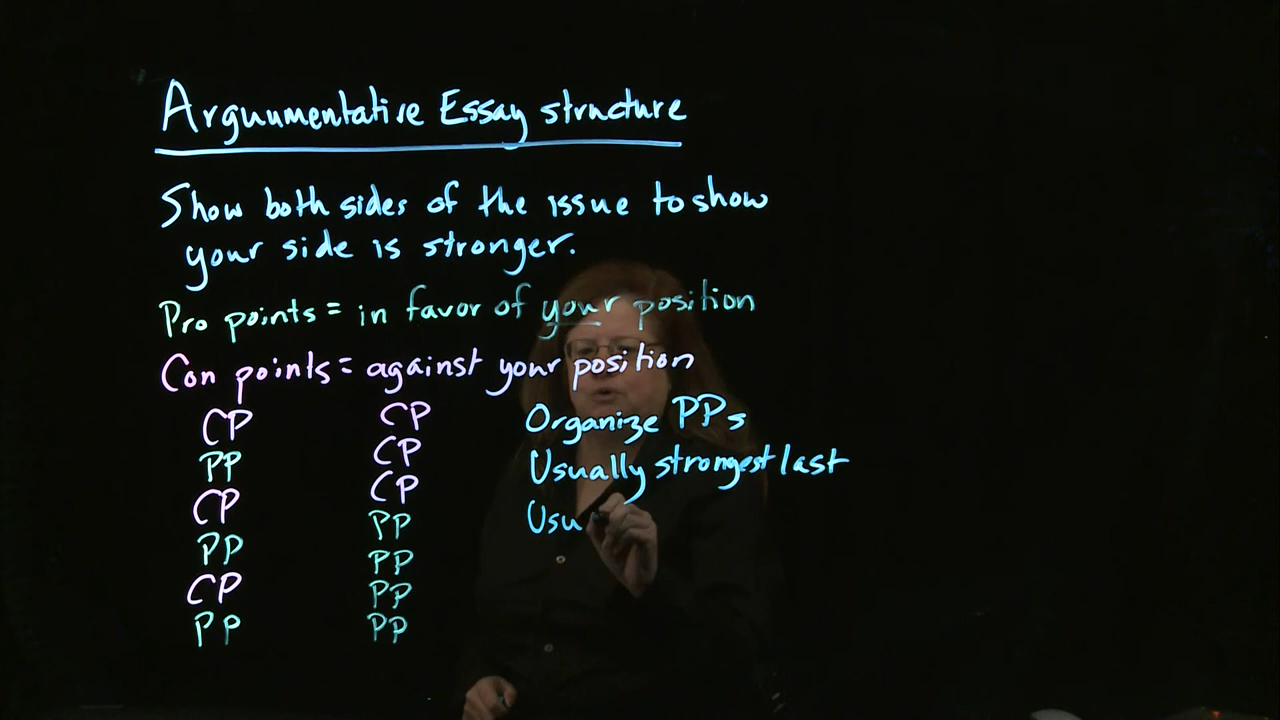 Arguumentative Essay structure
Show both sides of the issue to show
your side is stronger.
Pro points = in favor of your position
Con points = against your position
CP
PP
CP
PP
CP
PP
CP
CP
CP
PP
PP
PP
PP
Organize PPs
Usually strongest last
Usu